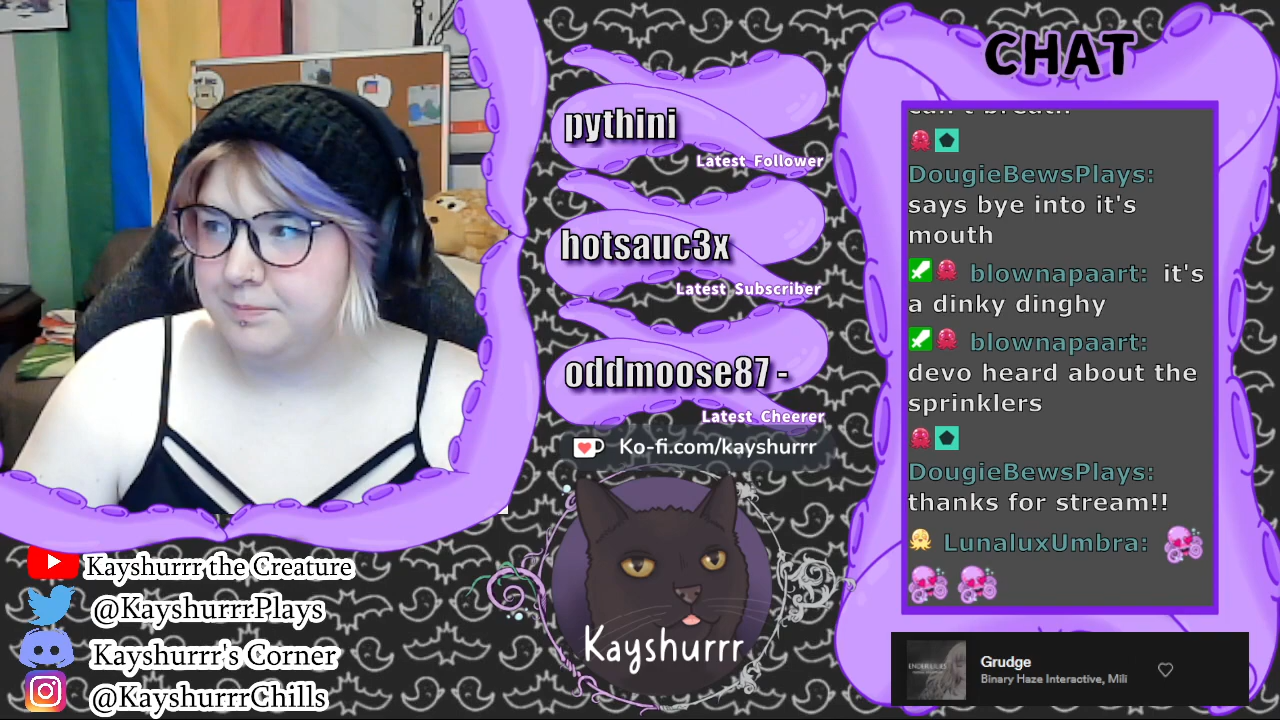 pythini
Latest Follower
hotsauc3x
Latest Subscriber
oddmoose87 -
Latest Cheerer
Ko-fi.com/kayshurrr
Kayshurrr
Kayshurrr the Creature
@KayshurrrPlays
Kayshurrr's Corner
@KayshurrrChills
CHAT
DougieBewsPlays:
says bye into it's
mouth
blownapaart: it's
a dinky dinghy
blownapaart:
devo heard about the
sprinklers
DougieBewsPlays:
thanks for stream!!
LunaluxUmbra:
Grudge
Binary Haze Interactive, Mili
ENDER LILIES